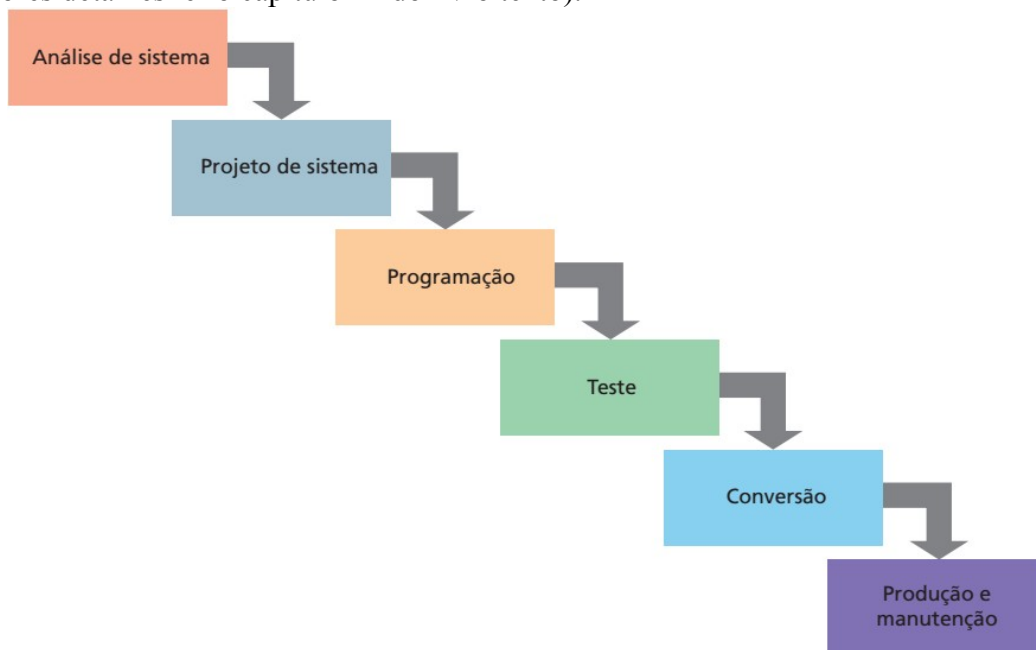 Análise de sistema
Projeto de sistema
Programação
Teste
Conversão
Produção e
manutenção